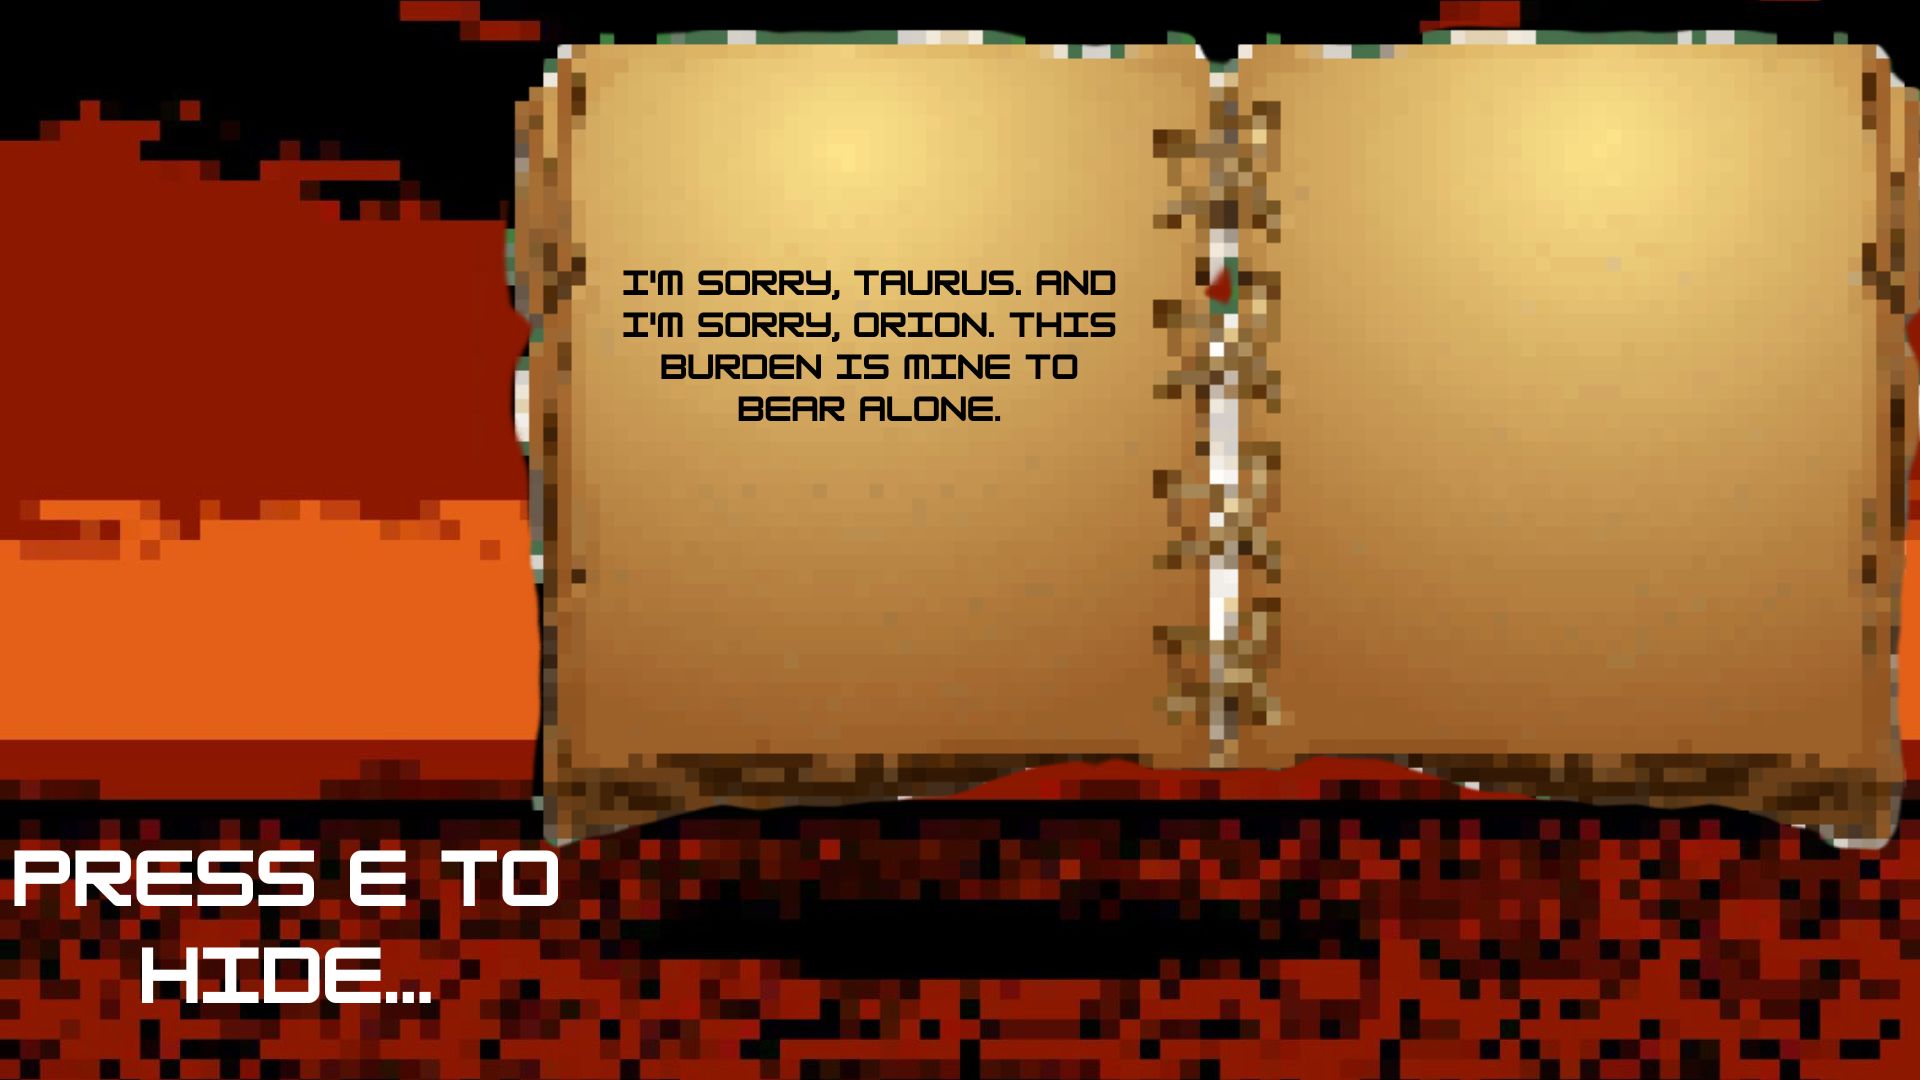 I'M SORRY, TAURUS. AND
I'M SORRY, ORION. THIS
BURDEN IS MINE TO
BEAR ALONE.
PRESS E TO
HIDE...